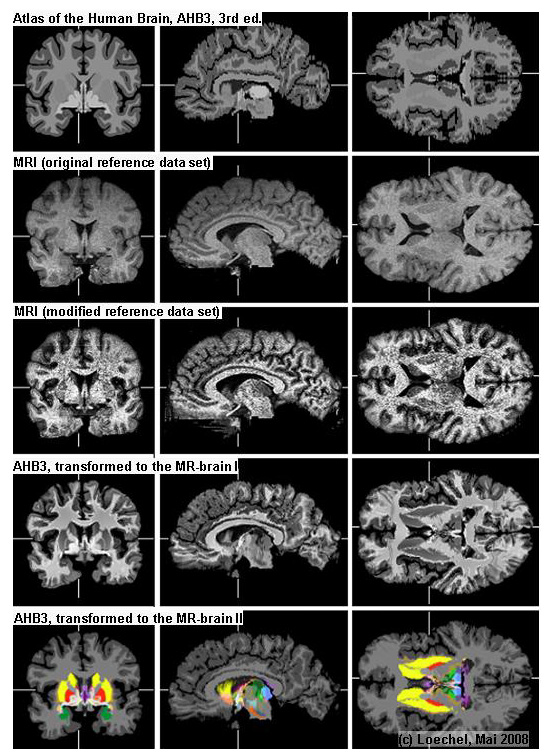 Atlas of the Human Brain, AHB3, 3rd ed.
MRI (original reference data set)
MRI (modified reference data set)
AHB3, transformed to the MR-brain I
AHB3, transformed to the MR-brain II
(c) Loechel, Mai 2008